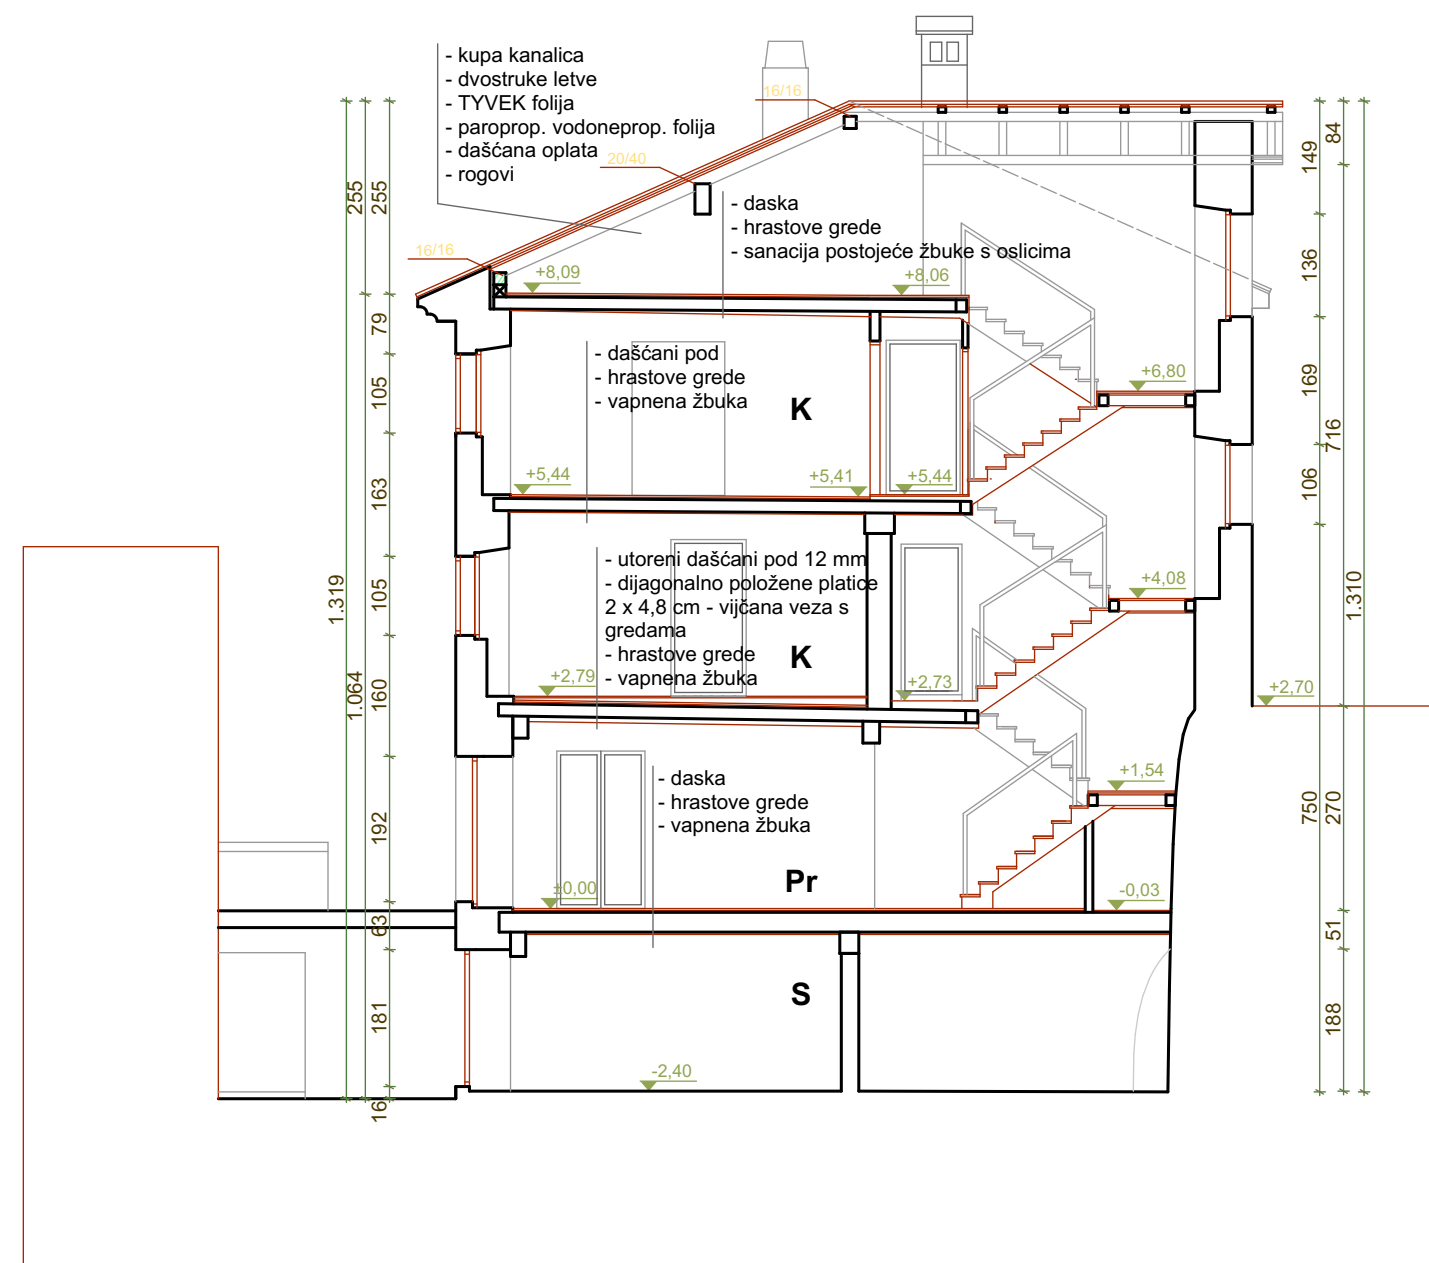 - kupa kanalica
- dvostruke letve
- TYVEK folija
- paroprop. vodoneprop. folija
- dašćana oplata
- rogovi
20/40
16/16
16/16
- daska
- hrastove grede
- sanacija postojeće žbuke s oslicima
+8,09
+8,06
- dašćani pod
- hrastove grede
- vapnena žbuka
K
+6,80
+5,44
+5,41
+5,44
- utoreni dašćani pod 12 mm
- dijagonalno položene platice
2 x 4,8 cm - vijčana veza s
gredama
- hrastove grede
- vapnena žbuka
K
+4,08
+2,79
+2,73
+2,70
- daska
- hrastove grede
- vapnena žbuka
+1,54
Pr
±0,00
-0,03
S
-2,40
1.319
255
1.064
255
79
105
163
105
160
192
63
181
16
149
136
169
106
750
84
716
270
51
188
1.310